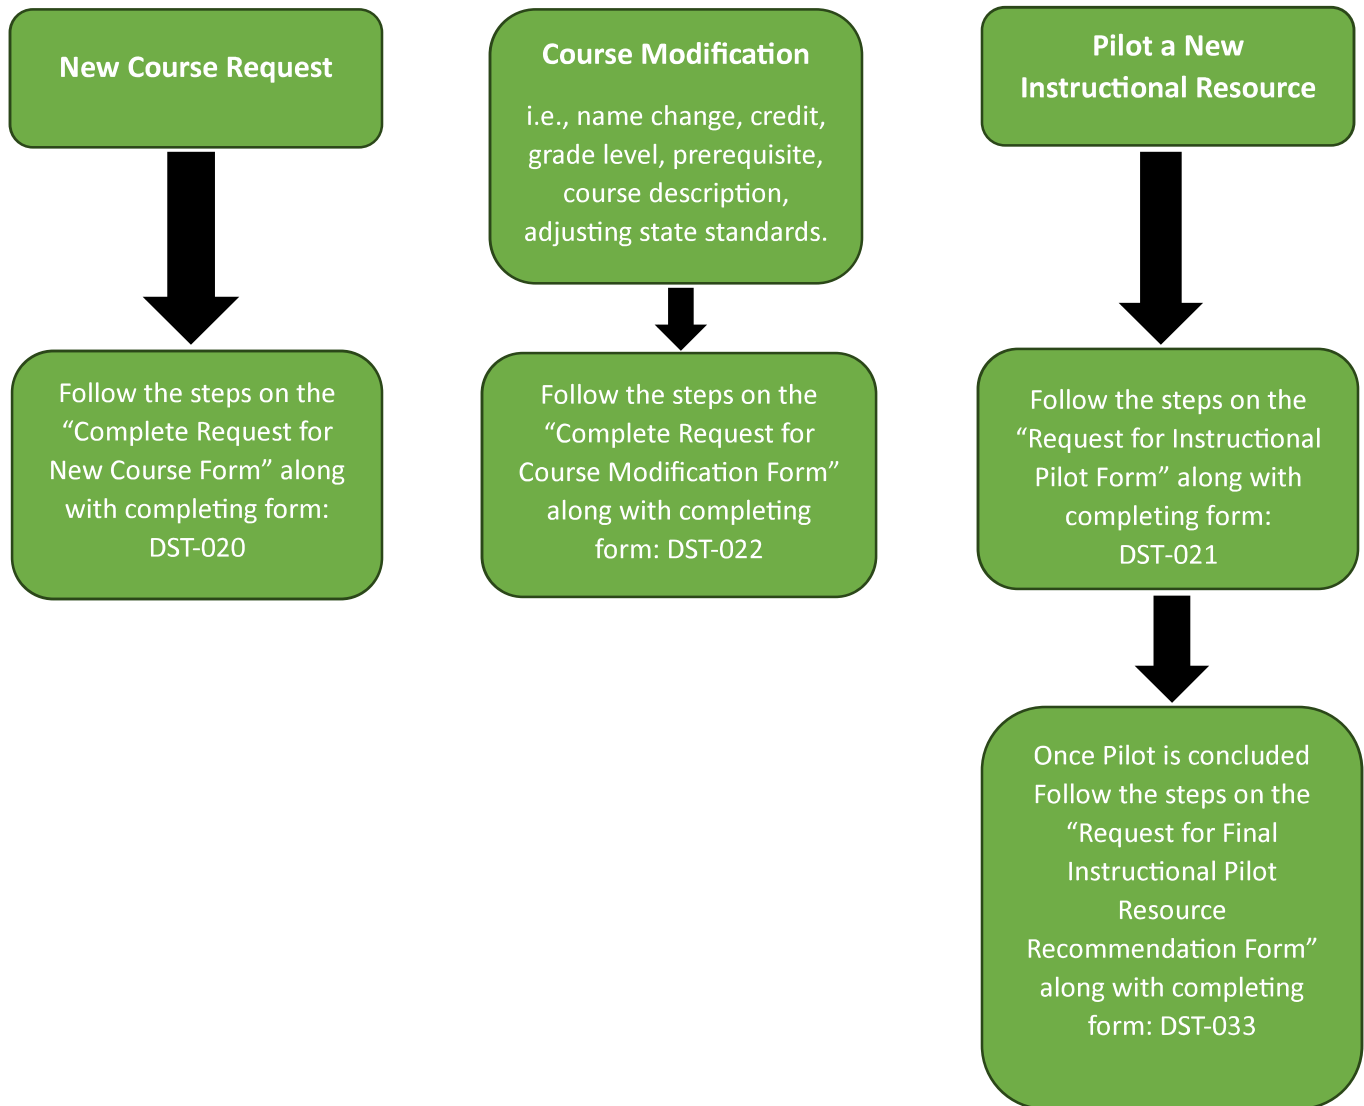 New Course Request
Follow the steps on the
“Complete Request for
New Course Form” along
with completing form:
DST-020
Course Modification
i.e., name change, credit,
grade level, prerequisite,
course description,
adjusting state standards.
Follow the steps on the
“Complete Request for
Course Modification Form”
along with completing
form: DST-022
Pilot a New
Instructional Resource
Follow the steps on the
“Request for Instructional
Pilot Form” along with
completing form:
DST-021
Once Pilot is concluded
Follow the steps on the
“Request for Final
Instructional Pilot
Resource
Recommendation Form”
along with completing
form: DST-033